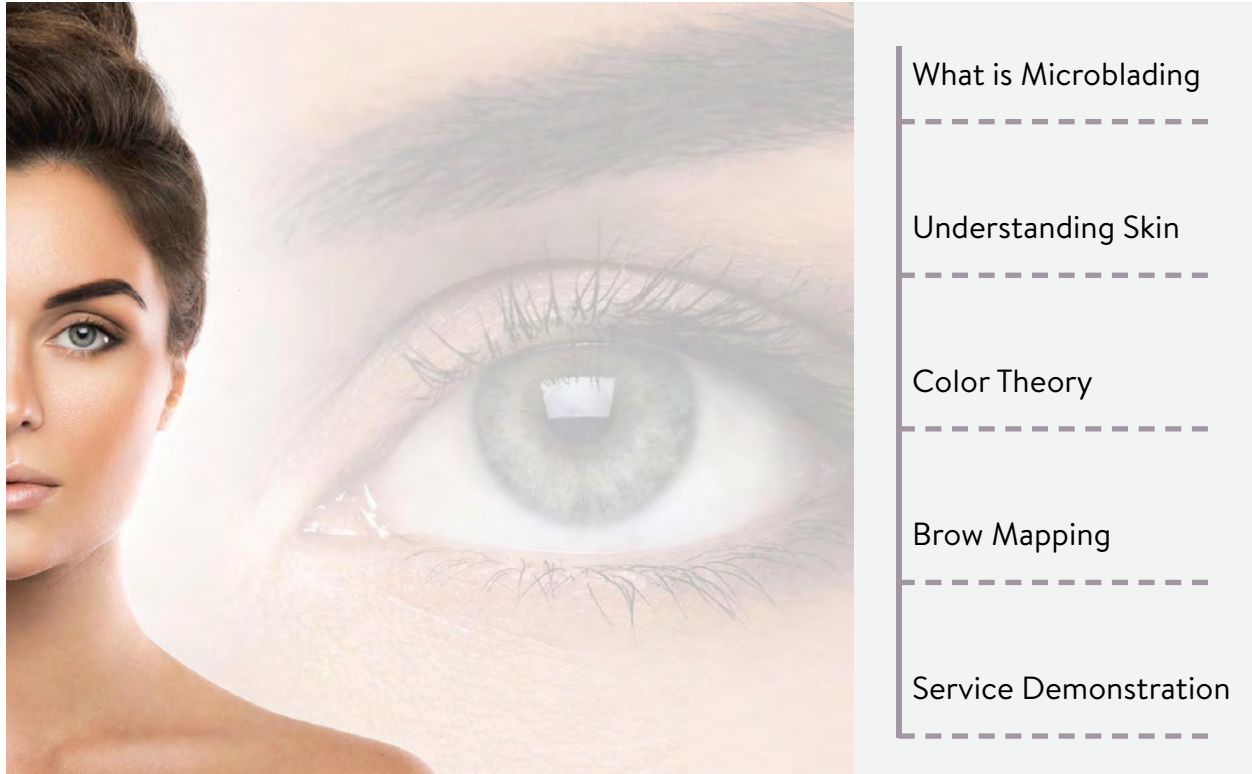 What is Microblading
Understanding Skin
Color Theory
Brow Mapping
Service Demonstration